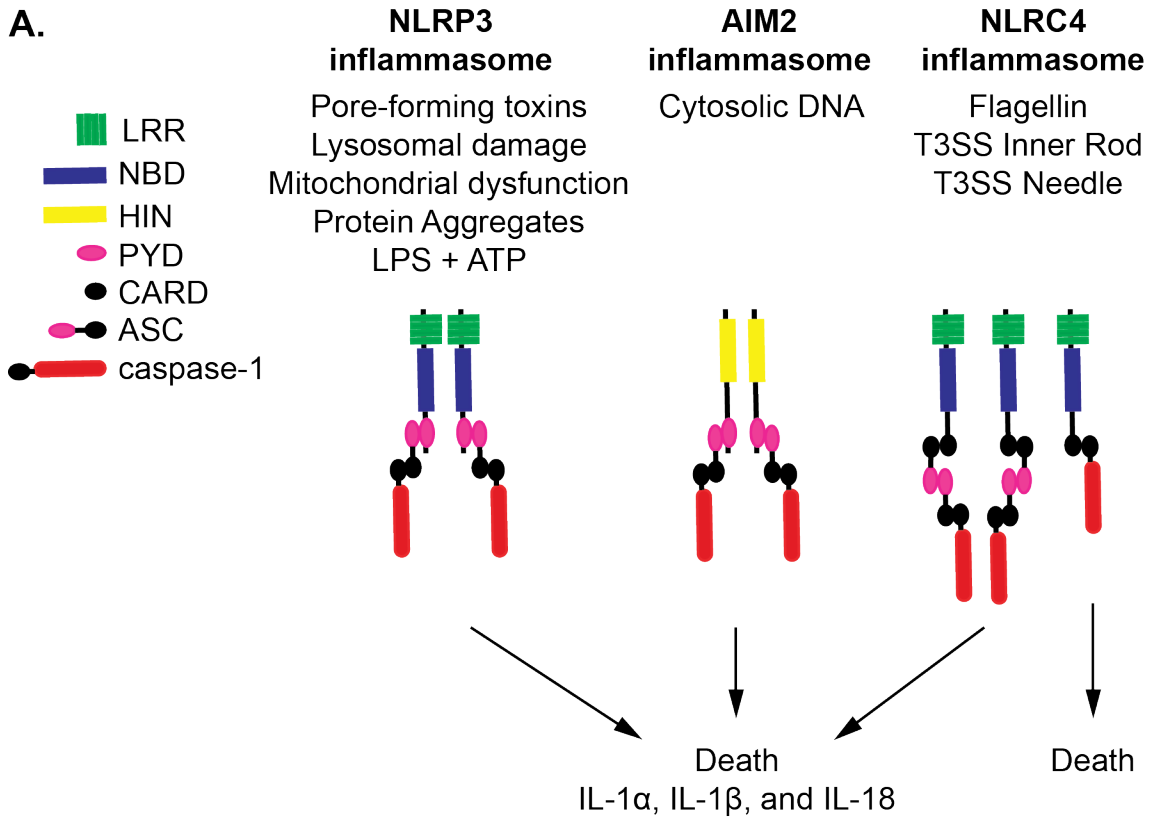 A.
NLRP3
inflammasome
Pore-forming toxins
Lysosomal damage
Mitochondrial dysfunction
Protein Aggregates
LPS + ATP
AIM2
inflammasome
Cytosolic DNA
NLRC4
inflammasome
Flagellin
T3SS Inner Rod
T3SS Needle
LRR
NBD
HIN
PYD
CARD
ASC
caspase-1
Death
IL-1α, IL-1β, and IL-18
Death